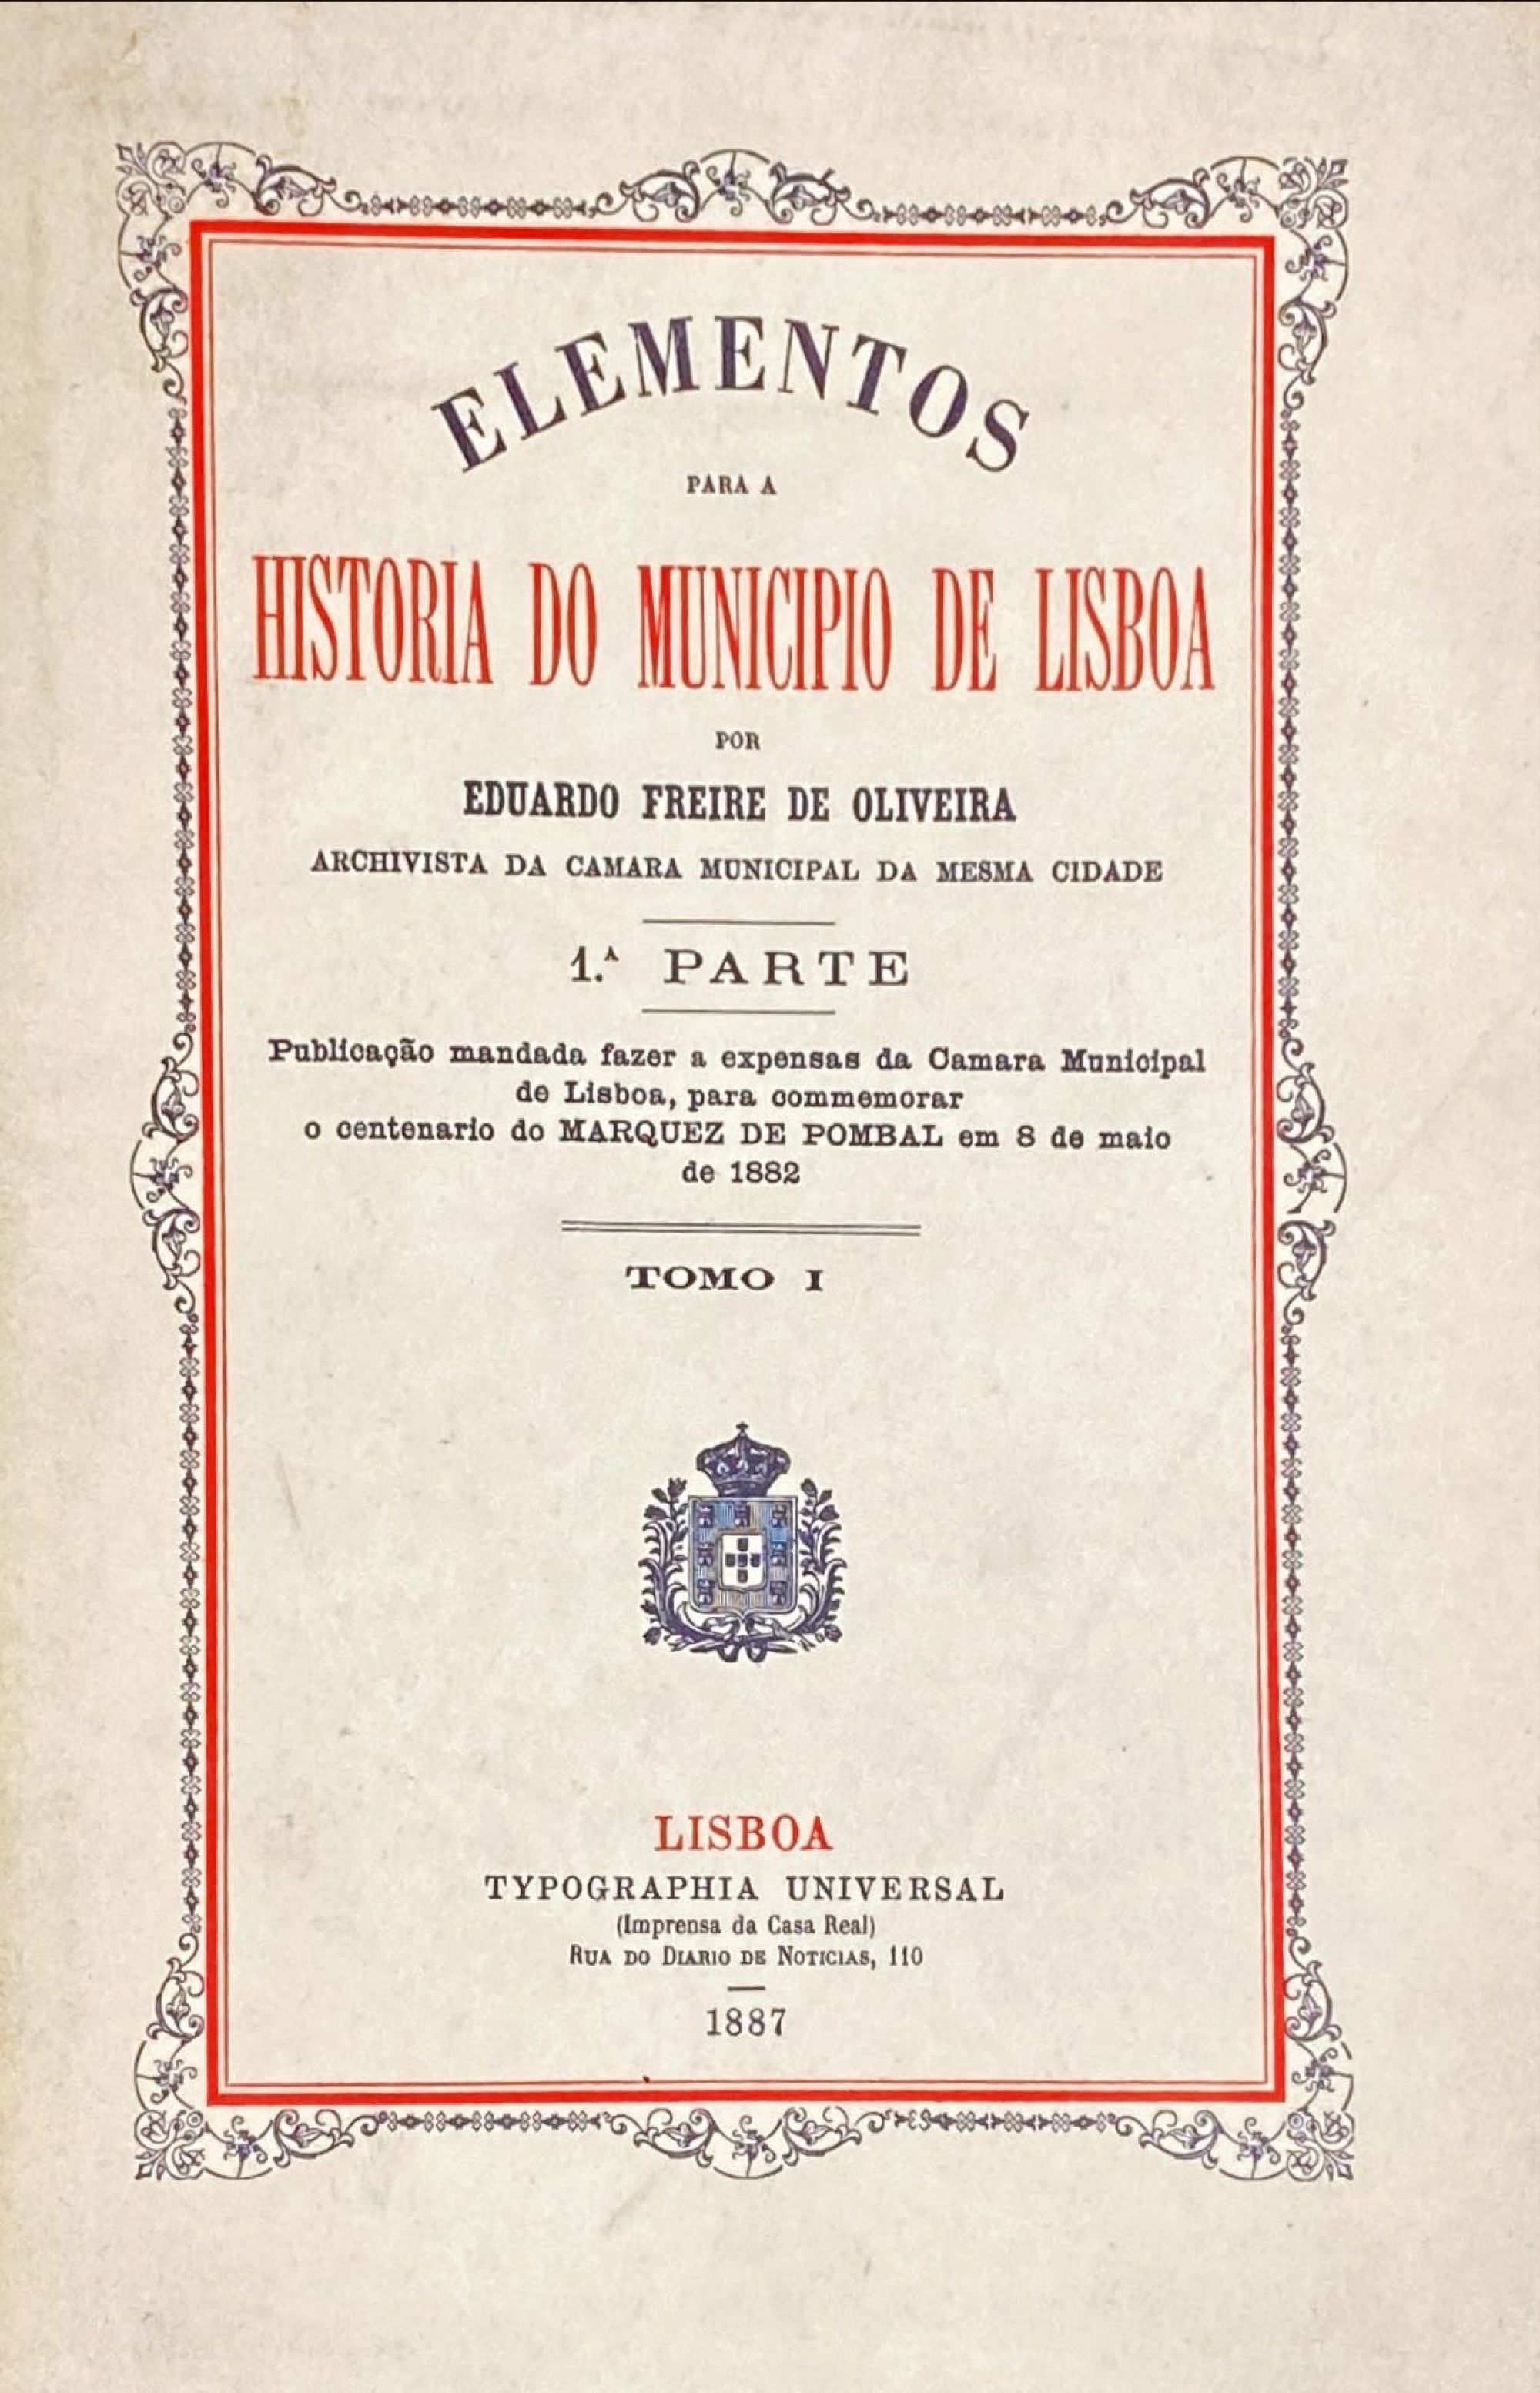 ELEMENTOS
PARA A
HISTORIA DO MUNICIPIO DE LISBOA
POR
EDUARDO FREIRE DE OLIVEIRA
ARCHIVISTA DA CAMARA MUNICIPAL DA MESMA CIDADE
1.ᴬ PARTE
Publicação mandada fazer a expensas da Camara Municipal
de Lisboa, para commemorar
o centenario do MARQUEZ DE POMBAL em 8 de maio
de 1882
TOMO I
LISBOA
TYPOGRAPHIA UNIVERSAL
(Imprensa da Casa Real)
RUA DO DIARIO DE NOTICIAS, 110
1887